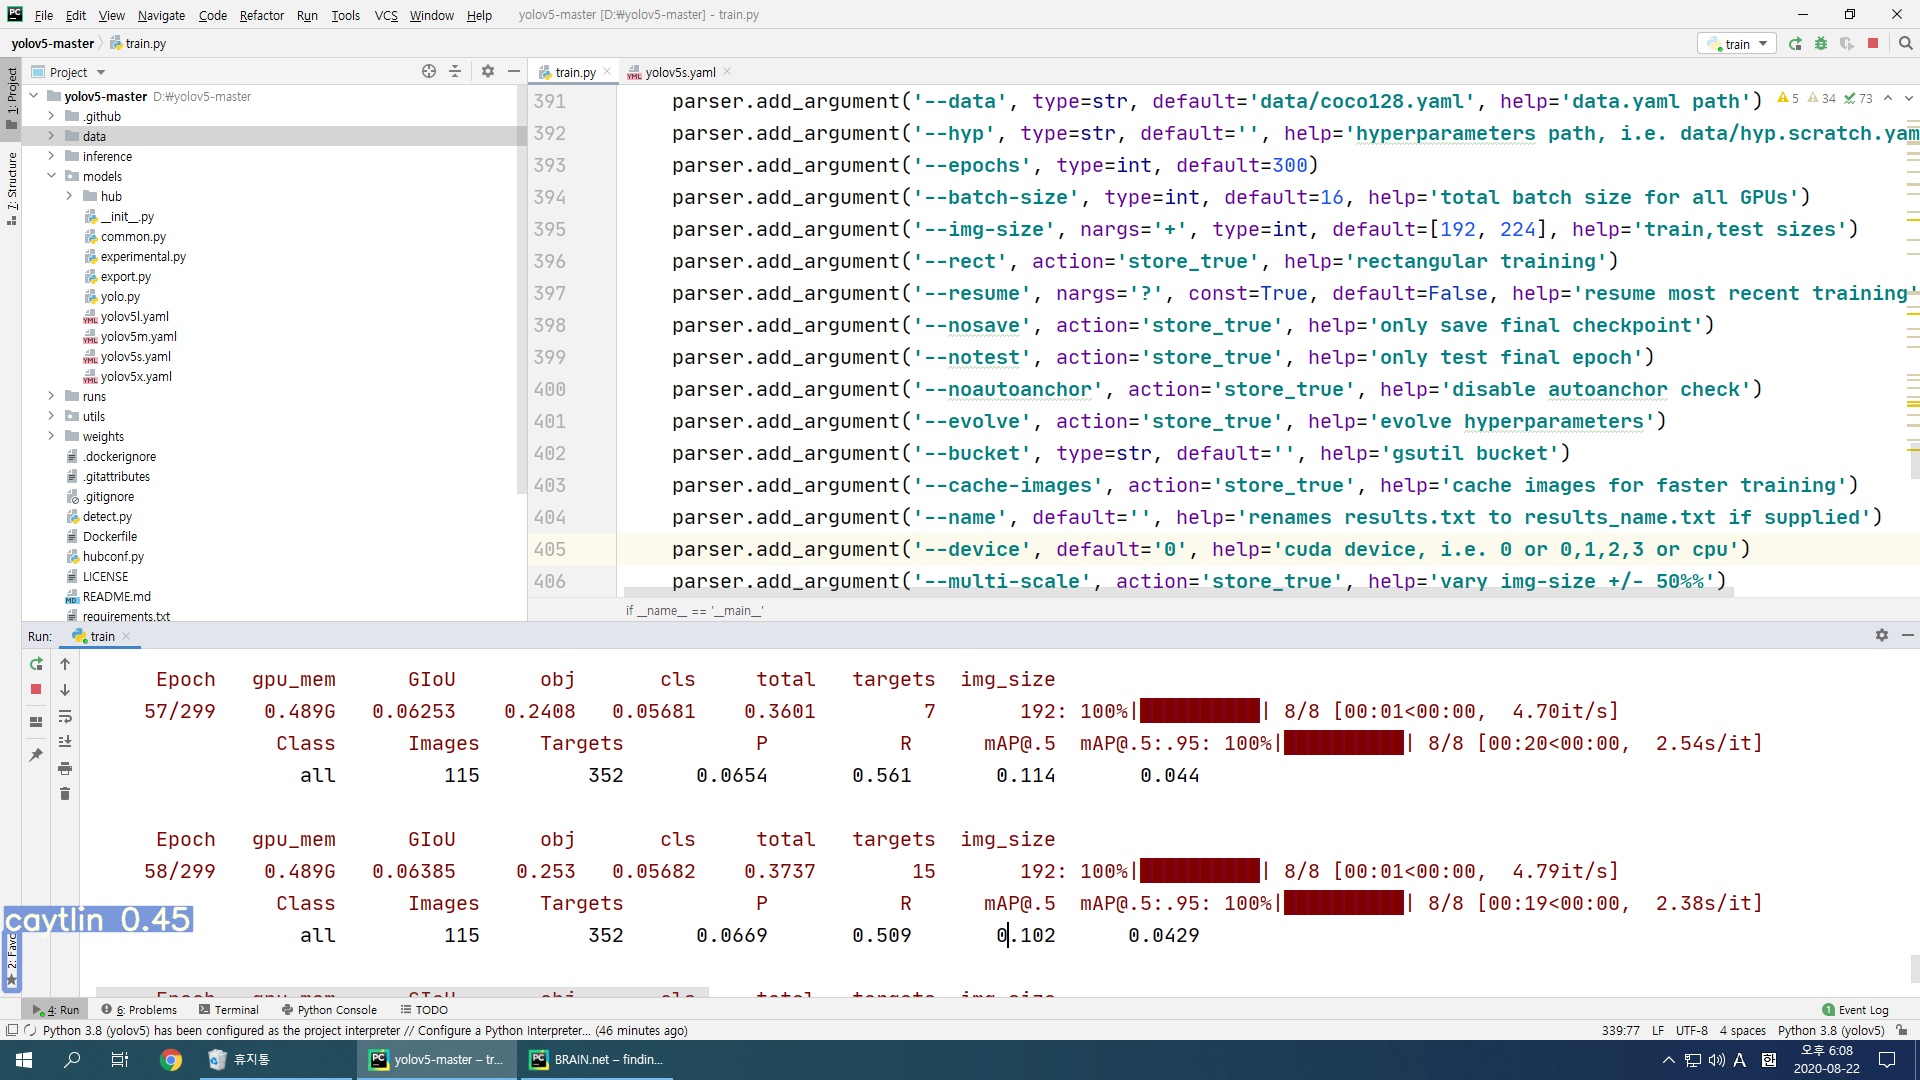 File Edit View Navigate Code Refactor Run Tools VCS Window Help yolov5-master [D:₩yolov5-master] - train.py
yolov5-master train.py train
1: Project
7: Structure
Project
yolov5-master D:₩yolov5-master
.github
data
inference
models
hub
__init__.py
common.py
experimental.py
export.py
yolo.py
yolov5l.yaml
yolov5m.yaml
yolov5s.yaml
yolov5x.yaml
runs
utils
weights
.dockerignore
.gitattributes
.gitignore
detect.py
Dockerfile
hubconf.py
LICENSE
README.md
requirements.txt
train.py yolov5s.yaml
5 34 73
391 parser.add_argument('--data', type=str, default='data/coco128.yaml', help='data.yaml path')
392 parser.add_argument('--hyp', type=str, default='', help='hyperparameters path, i.e. data/hyp.scratch.yam
393 parser.add_argument('--epochs', type=int, default=300)
394 parser.add_argument('--batch-size', type=int, default=16, help='total batch size for all GPUs')
395 parser.add_argument('--img-size', nargs='+', type=int, default=[192, 224], help='train,test sizes')
396 parser.add_argument('--rect', action='store_true', help='rectangular training')
397 parser.add_argument('--resume', nargs='?', const=True, default=False, help='resume most recent training'
398 parser.add_argument('--nosave', action='store_true', help='only save final checkpoint')
399 parser.add_argument('--notest', action='store_true', help='only test final epoch')
400 parser.add_argument('--noautoanchor', action='store_true', help='disable autoanchor check')
401 parser.add_argument('--evolve', action='store_true', help='evolve hyperparameters')
402 parser.add_argument('--bucket', type=str, default='', help='gsutil bucket')
403 parser.add_argument('--cache-images', action='store_true', help='cache images for faster training')
404 parser.add_argument('--name', default='', help='renames results.txt to results_name.txt if supplied')
405 parser.add_argument('--device', default='0', help='cuda device, i.e. 0 or 0,1,2,3 or cpu')
406 parser.add_argument('--multi-scale', action='store_true', help='vary img-size +/- 50%%')
if __name__ == '__main__'
Run: train
Epoch gpu_mem GIoU obj cls total targets img_size
57/299 0.489G 0.06253 0.2408 0.05681 0.3601 7 192: 100%|██████████| 8/8 [00:01<00:00, 4.70it/s]
Class Images Targets P R mAP@.5 mAP@.5:.95: 100%|██████████| 8/8 [00:20<00:00, 2.54s/it]
all 115 352 0.0654 0.561 0.114 0.044
Epoch gpu_mem GIoU obj cls total targets img_size
58/299 0.489G 0.06385 0.253 0.05682 0.3737 15 192: 100%|██████████| 8/8 [00:01<00:00, 4.79it/s]
Class Images Targets P R mAP@.5 mAP@.5:.95: 100%|██████████| 8/8 [00:19<00:00, 2.38s/it]
all 115 352 0.0669 0.509 0.102 0.0429
Epoch gpu_mem GIoU obj cls total targets img_size
caytlin 0.45
4: Run 6: Problems Terminal Python Console TODO 1 Event Log
Python 3.8 (yolov5) has been configured as the project interpreter // Configure a Python Interpreter... (46 minutes ago) 339:77 LF UTF-8 4 spaces Python 3.8 (yolov5)
휴지통 yolov5-master – tr... BRAIN.net – findin... A 한 오후 6:08
2020-08-22